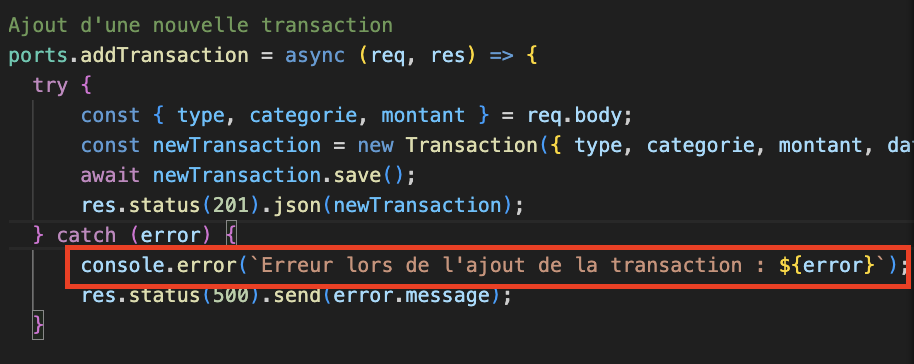 Ajout d'une nouvelle transaction
ports.addTransaction = async (req, res) => {
try {
const { type, categorie, montant } = req.body;
const newTransaction = new Transaction({ type, categorie, montant, da
await newTransaction.save();
res.status(201).json(newTransaction);
} catch (error) {
console.error(`Erreur lors de l'ajout de la transaction : ${error}`);
res.status(500).send(error.message);
}